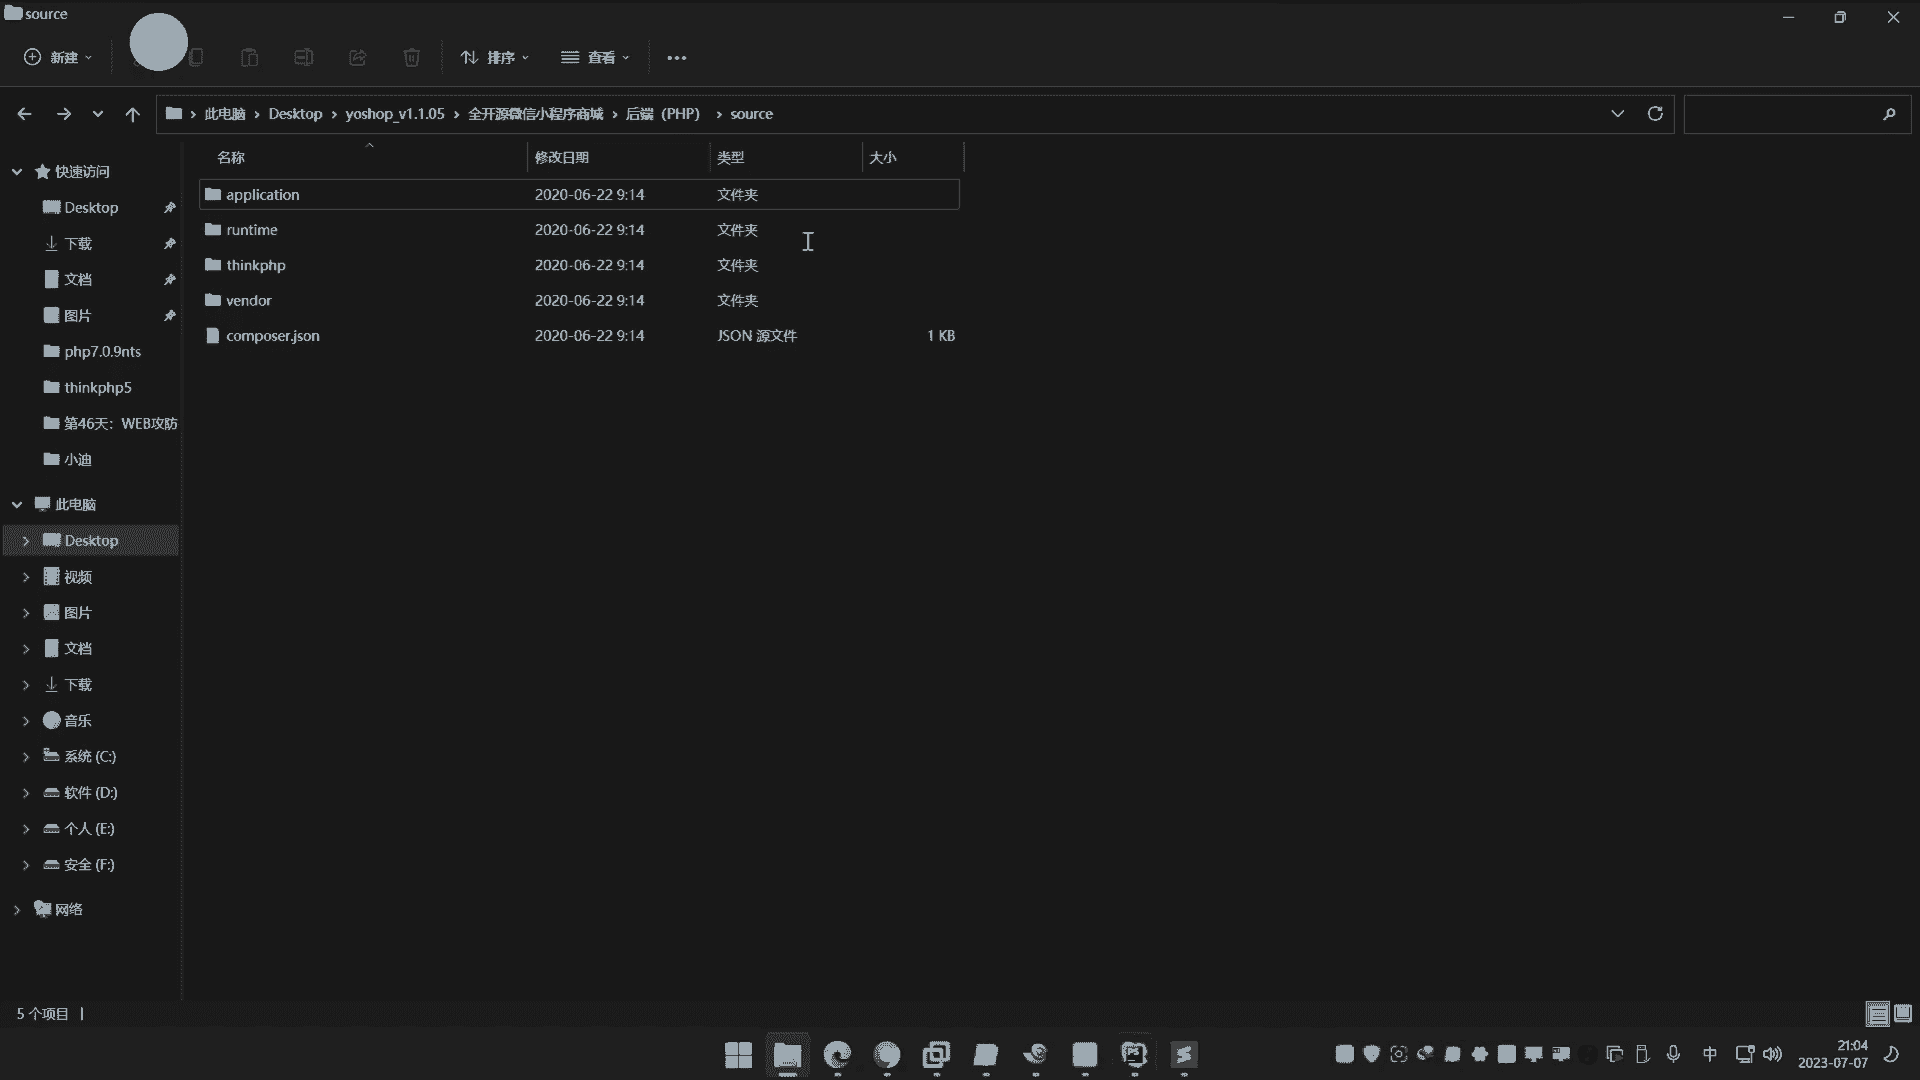 source
新建
排序
查看
此电脑 Desktop yoshop_v1.1.05 全开源微信小程序商城 后端 (PHP) source
名称 修改日期 类型 大小
application 2020-06-22 9:14 文件夹
runtime 2020-06-22 9:14 文件夹
thinkphp 2020-06-22 9:14 文件夹
vendor 2020-06-22 9:14 文件夹
composer.json 2020-06-22 9:14 JSON 源文件 1 KB
快速访问
Desktop
下载
文档
图片
php7.0.9nts
thinkphp5
第46天：WEB攻防
小迪
此电脑
Desktop
视频
图片
文档
下载
音乐
系统 (C:)
软件 (D:)
个人 (E:)
安全 (F:)
网络
5 个项目
中
21:04
2023-07-07